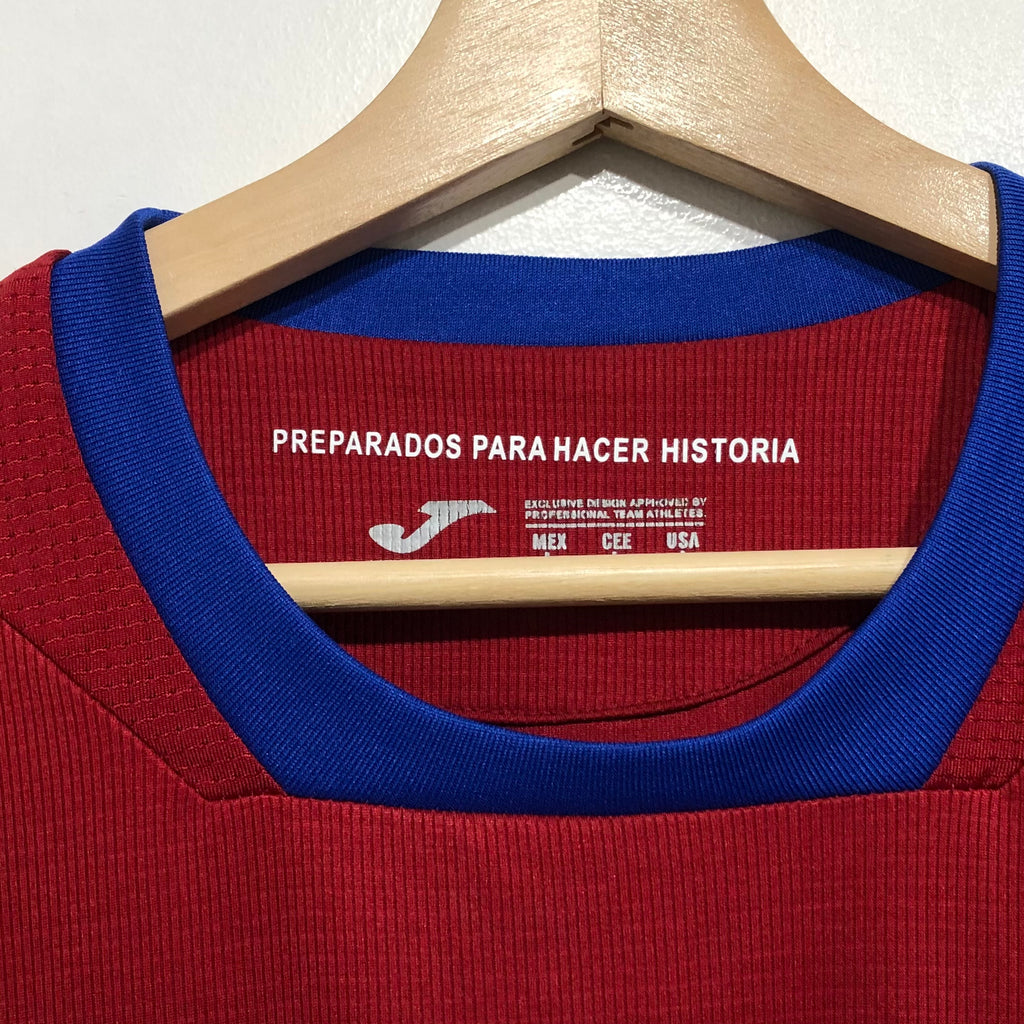 PREPARADOS PARA HACER HISTORIA
EXCLUSIVE DESIGN APPROVED BY
PROFESSIONAL TEAM ATHLETES.
MEX CEE USA